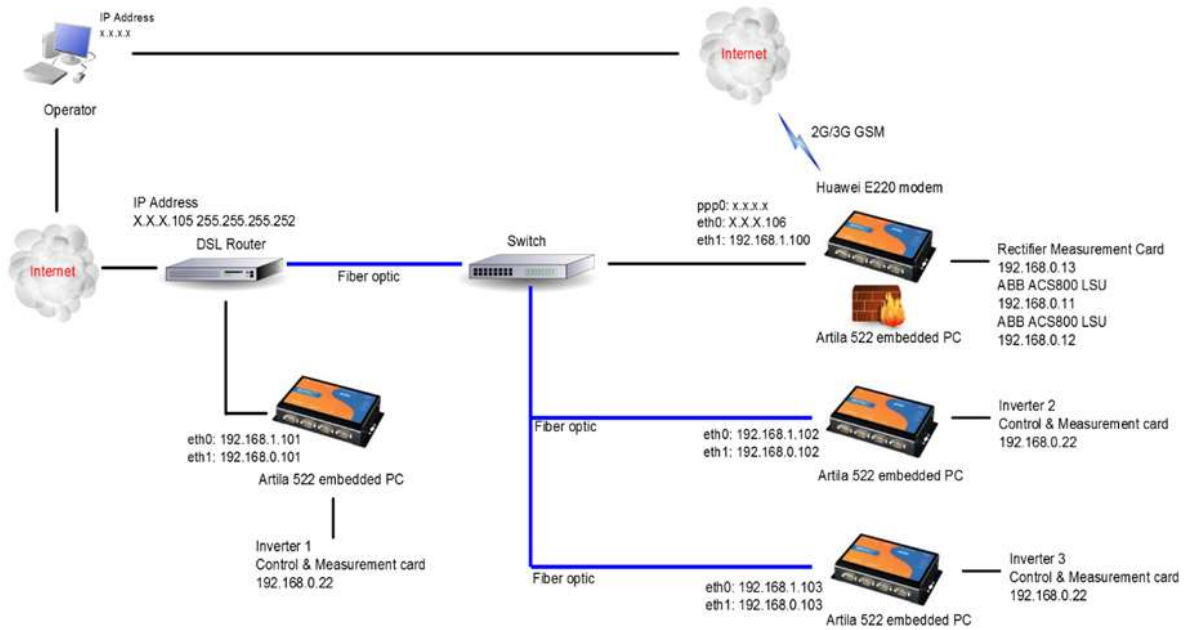 IP Address
x.x.x.x
Operator
Internet
2G/3G GSM
Huawei E220 modem
IP Address
X.X.X.105 255.255.255.252
DSL Router
Internet
Fiber optic
Switch
ppp0: x.x.x.x
eth0: X.X.X.106
eth1: 192.168.1.100
Artila 522 embedded PC
Rectifier Measurement Card
192.168.0.13
ABB ACS800 LSU
192.168.0.11
ABB ACS800 LSU
192.168.0.12
eth0: 192.168.1.101
eth1: 192.168.0.101
Artila 522 embedded PC
Inverter 1
Control & Measurement card
192.168.0.22
Fiber optic
eth0: 192.168.1.102
eth1: 192.168.0.102
Artila 522 embedded PC
Inverter 2
Control & Measurement card
192.168.0.22
Fiber optic
eth0: 192.168.1.103
eth1: 192.168.0.103
Artila 522 embedded PC
Inverter 3
Control & Measurement card
192.168.0.22